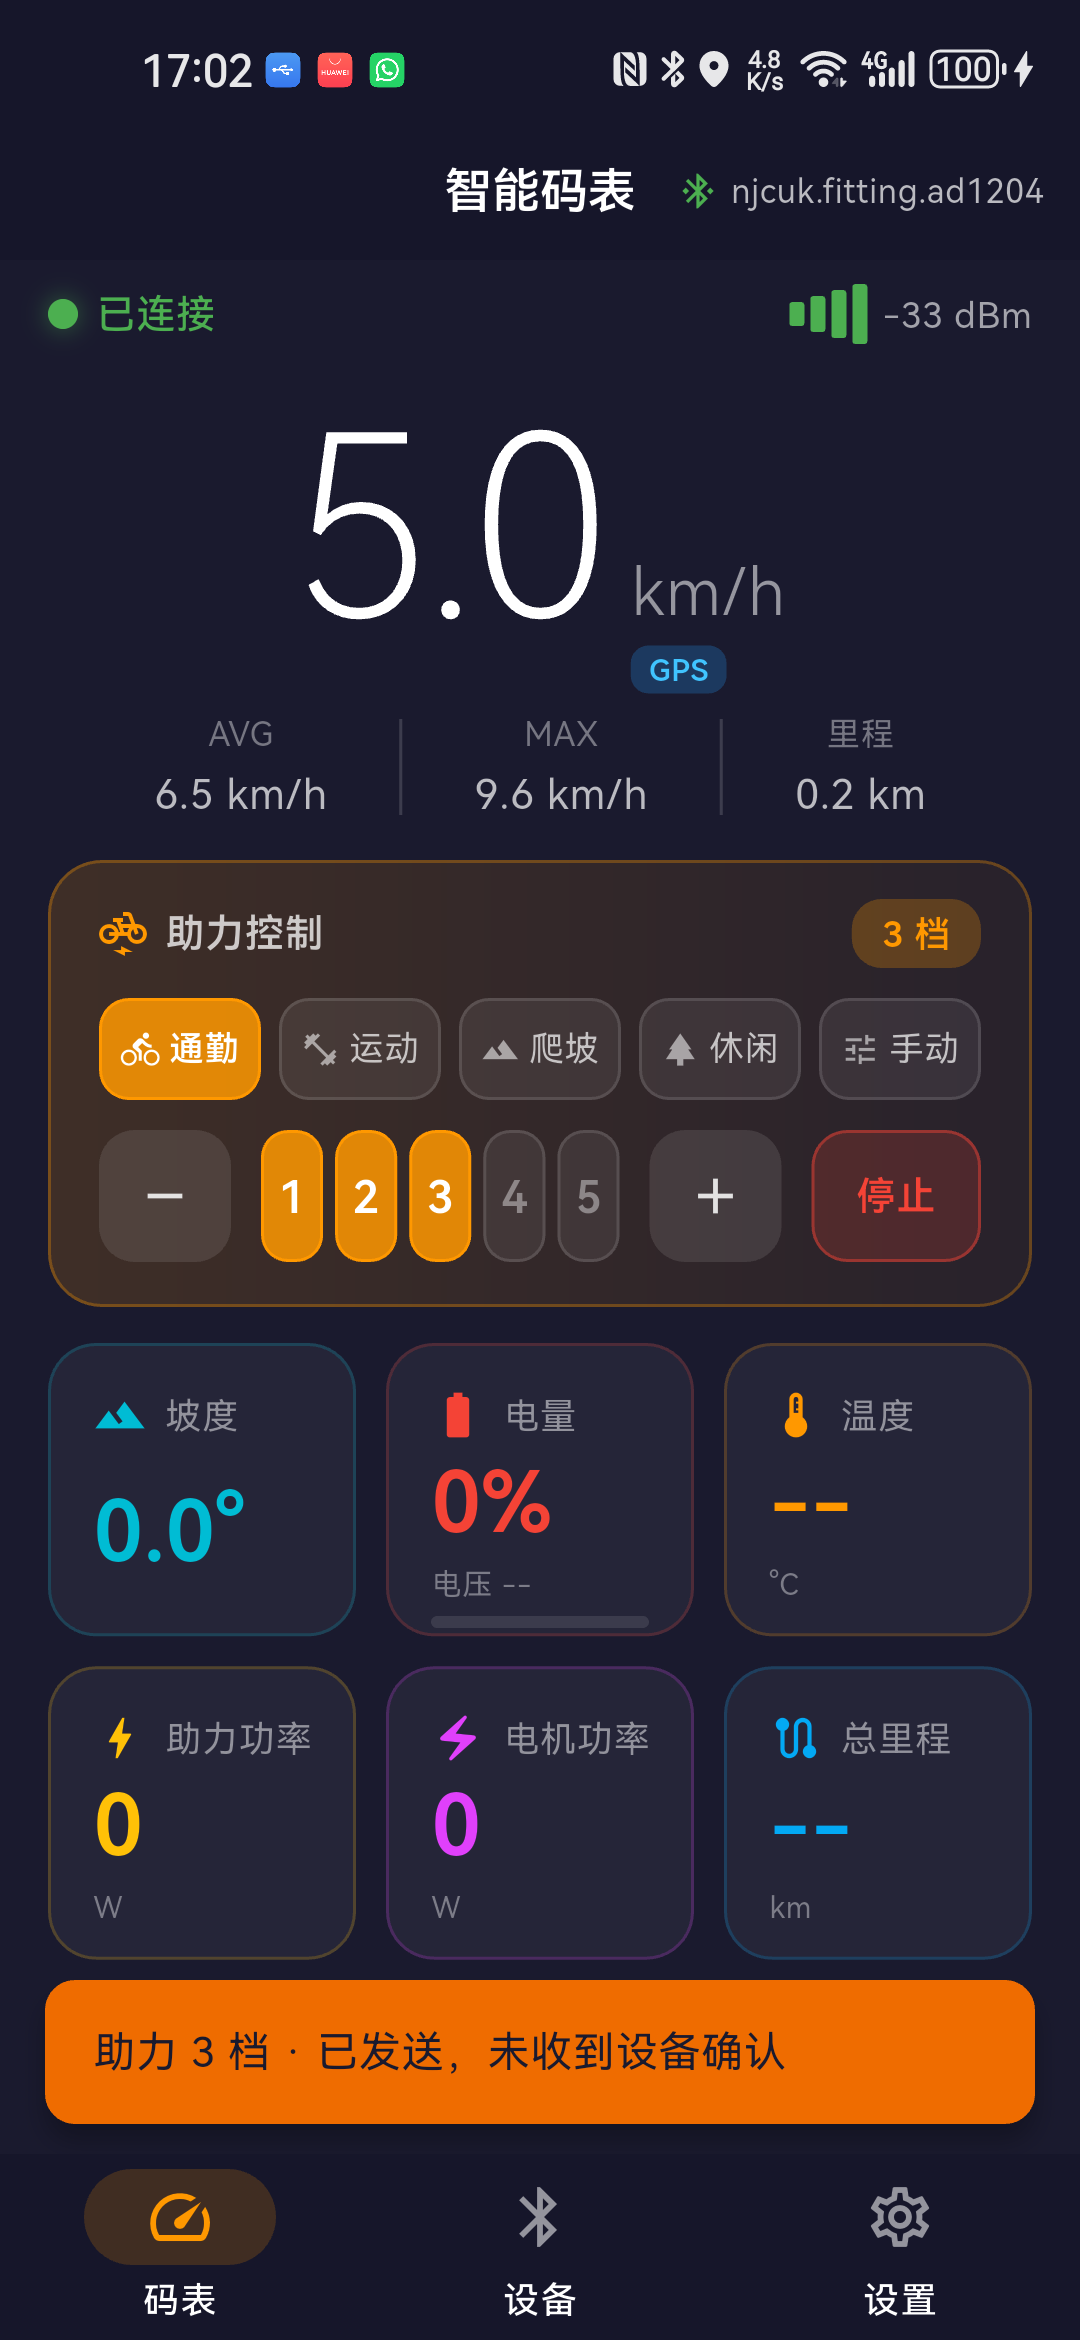 17:02
HUAWEI
4.8 K/s
4G
100
智能码表
njcuk.fitting.ad1204
已连接
-33 dBm
5.0 km/h
GPS
AVG
MAX
里程
6.5 km/h
9.6 km/h
0.2 km
助力控制
3 档
通勤
运动
爬坡
休闲
手动
−
1
2
3
4
5
+
停止
坡度
电量
温度
0.0°
0%
--
电压 --
°C
助力功率
电机功率
总里程
0
0
--
W
W
km
助力 3 档 · 已发送，未收到设备确认
码表
设备
设置